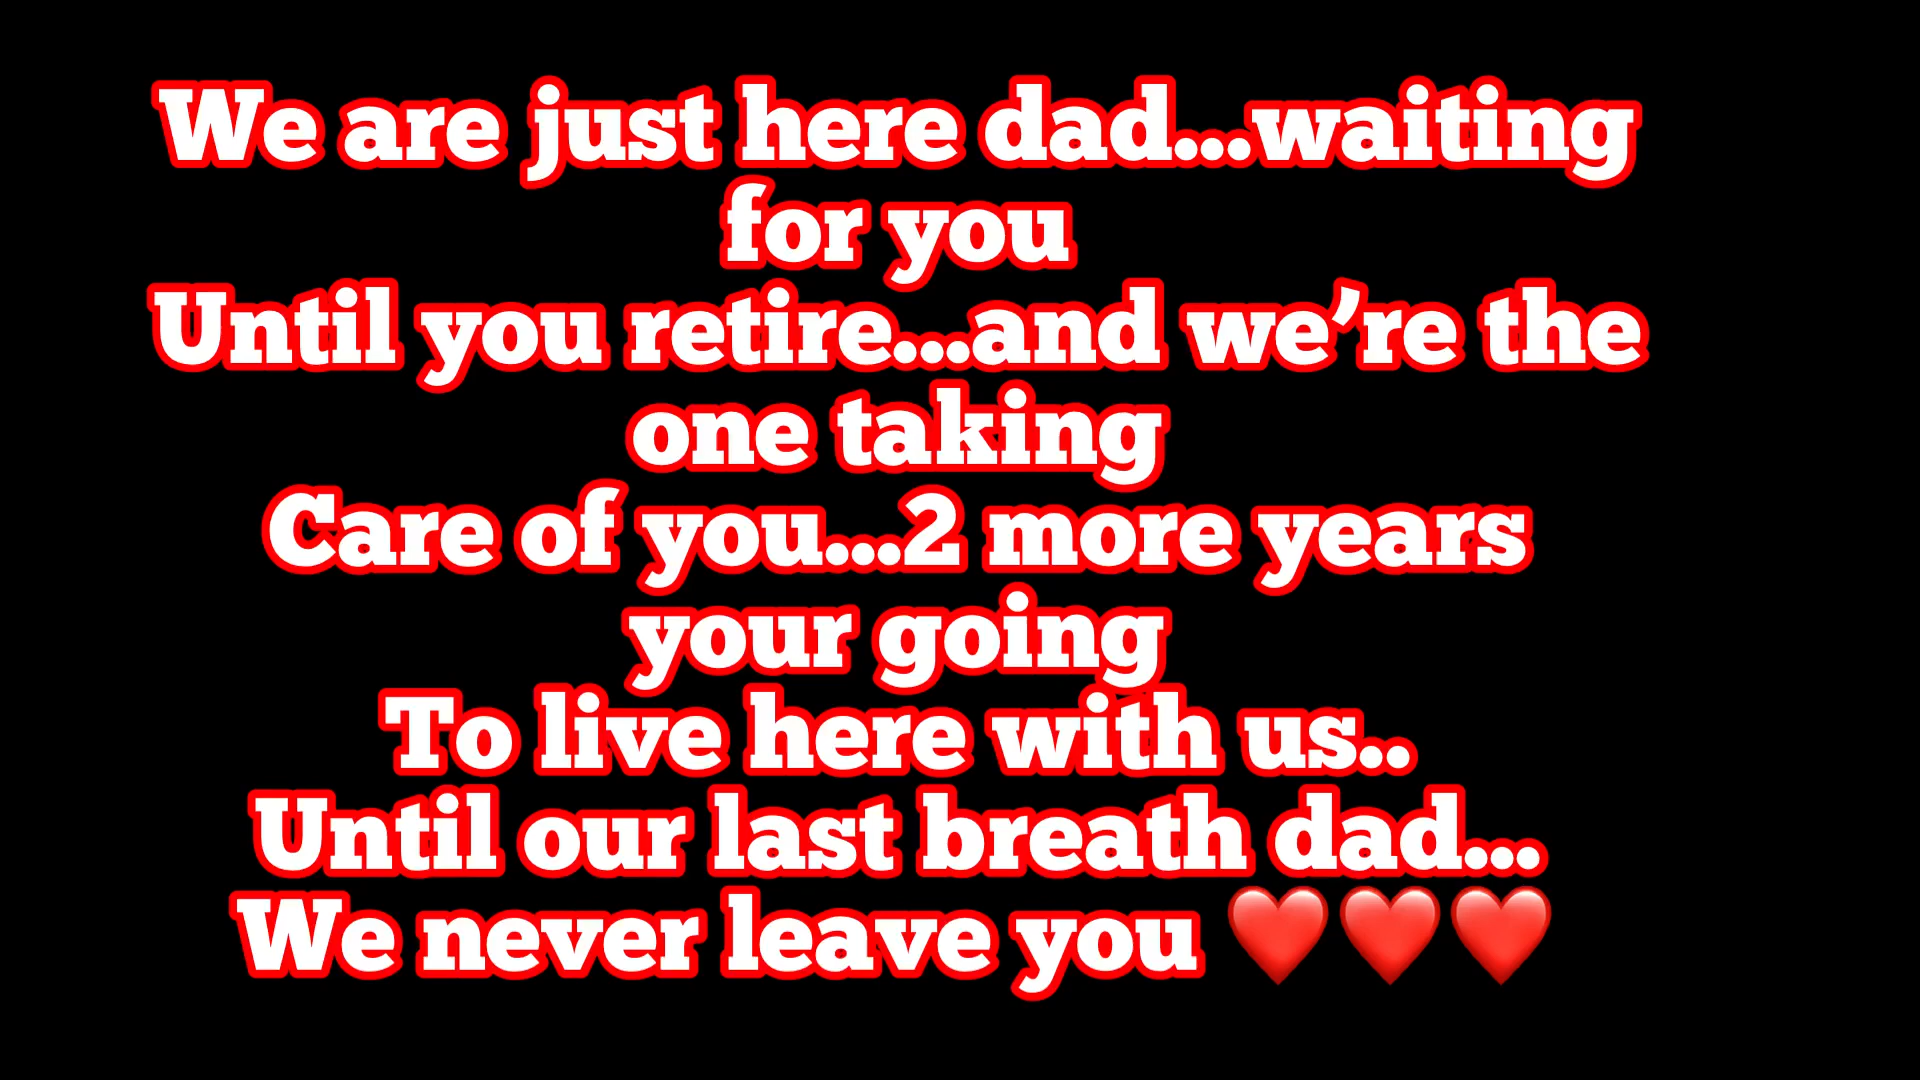 We are just here dad...waiting
for you
Until you retire...and we’re the
one taking
Care of you...2 more years
your going
To live here with us..
Until our last breath dad...
We never leave you ❤️❤️❤️